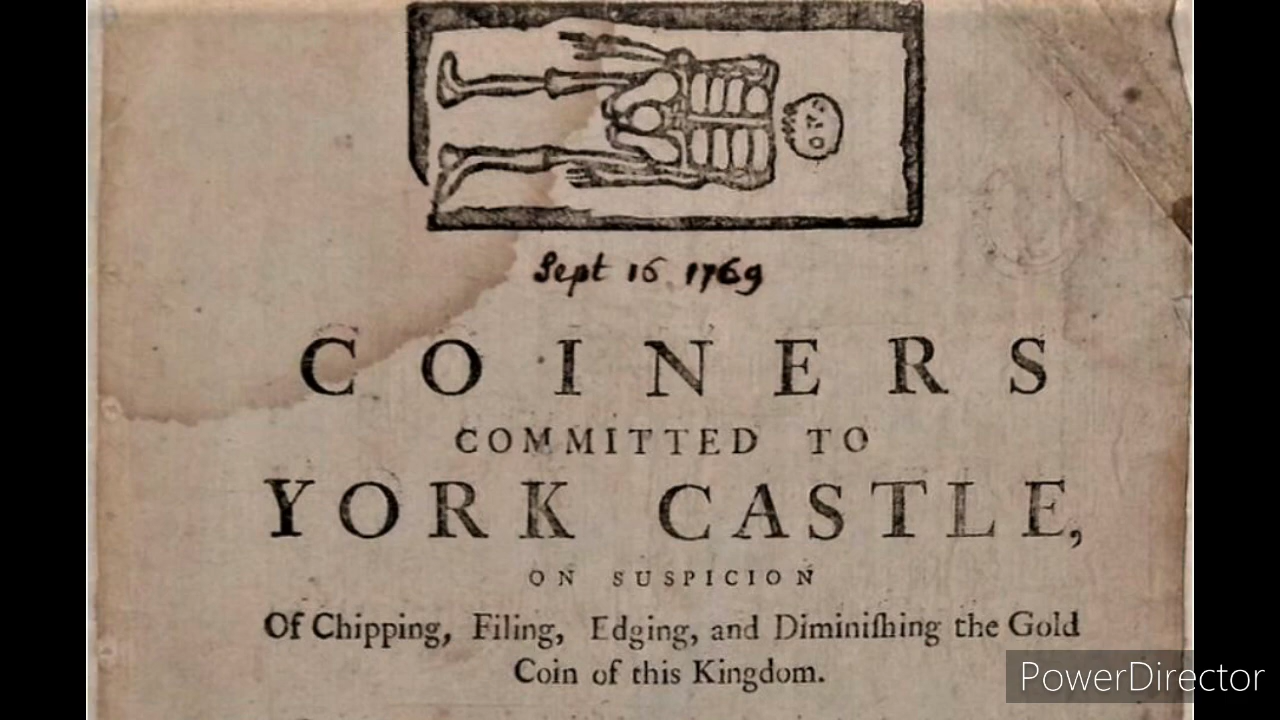 Sept 16 1769
COINERS
COMMITTED TO
YORK CASTLE,
ON SUSPICION
Of Chipping, Filing, Edging, and Diminiſhing the Gold
Coin of this Kingdom.
PowerDirector